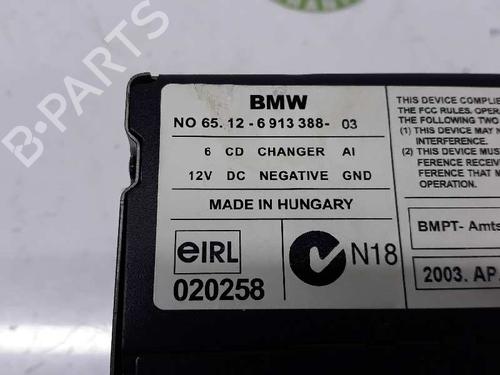 B-PARTS
BMW
NO 65.12-6 913 388- 03
6 CD CHANGER AI
12V DC NEGATIVE GND
MADE IN HUNGARY
eIRL
020258
N18
THIS DEVICE COMPLIE
THE FCC RULES. OPERA
THE FOLLOWING TWO
(1) THIS DEVICE MAY N
INTERFERENCE.
(2) THIS DEVICE MUS
FERENCE RECEIVE
FERENCE THAT M
OPERATION.
BMPT- Amts
2003. AP.